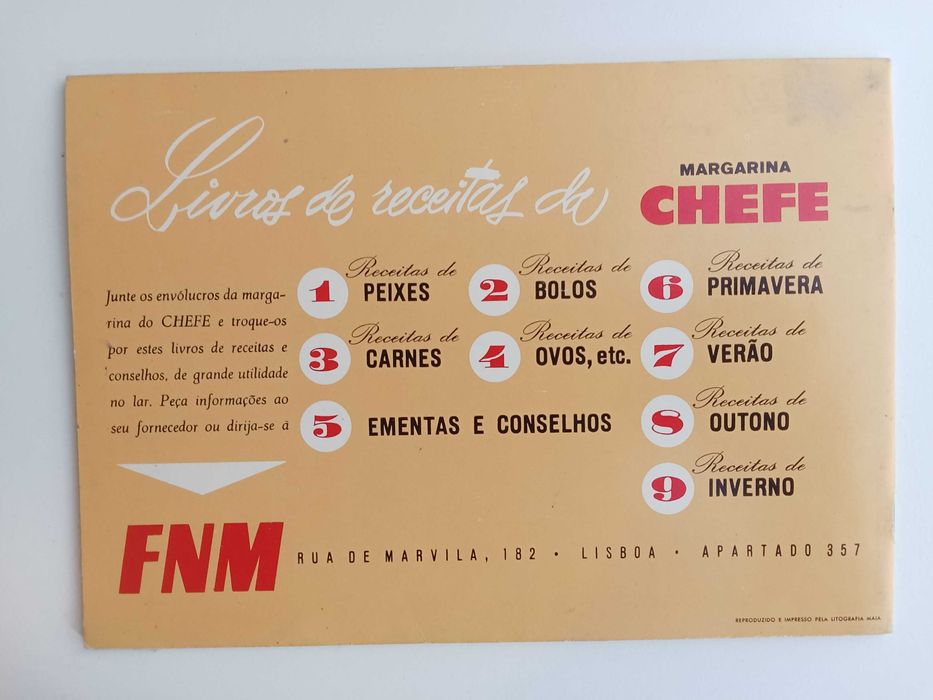 Livros de receitas da
MARGARINA
CHEFE
Junte os envólucros da marga-
rina do CHEFE e troque-os
por estes livros de receitas e
conselhos, de grande utilidade
no lar. Peça informações ao
seu fornecedor ou dirija-se à
1 Receitas de
PEIXES
2 Receitas de
BOLOS
3 Receitas de
CARNES
4 Receitas de
OVOS, etc.
5 EMENTAS E CONSELHOS
6 Receitas de
PRIMAVERA
7 Receitas de
VERÃO
8 Receitas de
OUTONO
9 Receitas de
INVERNO
FNM RUA DE MARVILA, 182 • LISBOA • APARTADO 357
REPRODUZIDO E IMPRESSO PELA LITOGRAFIA MAIA